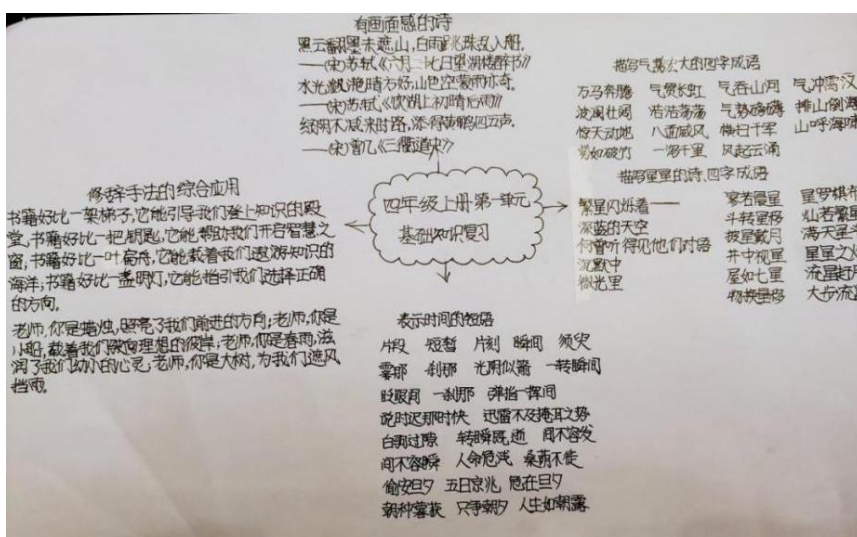 有画面感的诗
黑云翻墨未遮山,白雨跳珠乱入船。
——(宋)苏轼《六月二七日望湖楼醉书》
水光潋滟晴方好,山色空蒙雨亦奇。
——(宋)苏轼《饮湖上初晴后雨》
绿阴不减来时路,添得黄鹂四五声。
——(宋)曾几《三衢道中》
描写气势宏大的四字成语
万马奔腾 气贯长虹 气吞山河 气冲霄汉
波澜壮阔 浩浩荡荡 气势磅礴 排山倒海
惊天动地 八面威风 横扫千军 山呼海啸
势如破竹 一泻千里 风起云涌
描写星星的诗、四字成语
繁星闪烁着——
深蓝的天空
何曾听得见他们对语
沉默中
微光里
寥若晨星 星罗棋布
斗转星移 灿若繁星
披星戴月 满天星斗
井中视星 星星之火
屋如七星 流星赶月
物换星移 大步流星
四年级上册第一单元
基础知识复习
修辞手法的综合应用
书籍好比一架梯子,它能引导我们登上知识的殿
堂,书籍好比一把钥匙,它能帮助我们开启智慧之
窗,书籍好比一叶扁舟,它能载着我们遨游知识的
海洋,书籍好比一盏明灯,它能指引我们选择正确
的方向。
老师,你是蜡烛,照亮了我们前进的方向;老师,你是
小船,载着我们驶向理想的彼岸;老师,你是春雨,滋
润了我们幼小的心灵;老师,你是大树,为我们遮风
挡雨。
表示时间的短语
片段 短暂 片刻 瞬间 须臾
霎那 刹那 光阴似箭 一转瞬间
眨眼间 一刹那 弹指一挥间
说时迟那时快 迅雷不及掩耳之势
白驹过隙 转瞬既逝 间不容发
间不容瞬 人命危浅 桑荫不徙
偷安旦夕 五日京兆 危在旦夕
朝种暮获 只争朝夕 人生如朝露